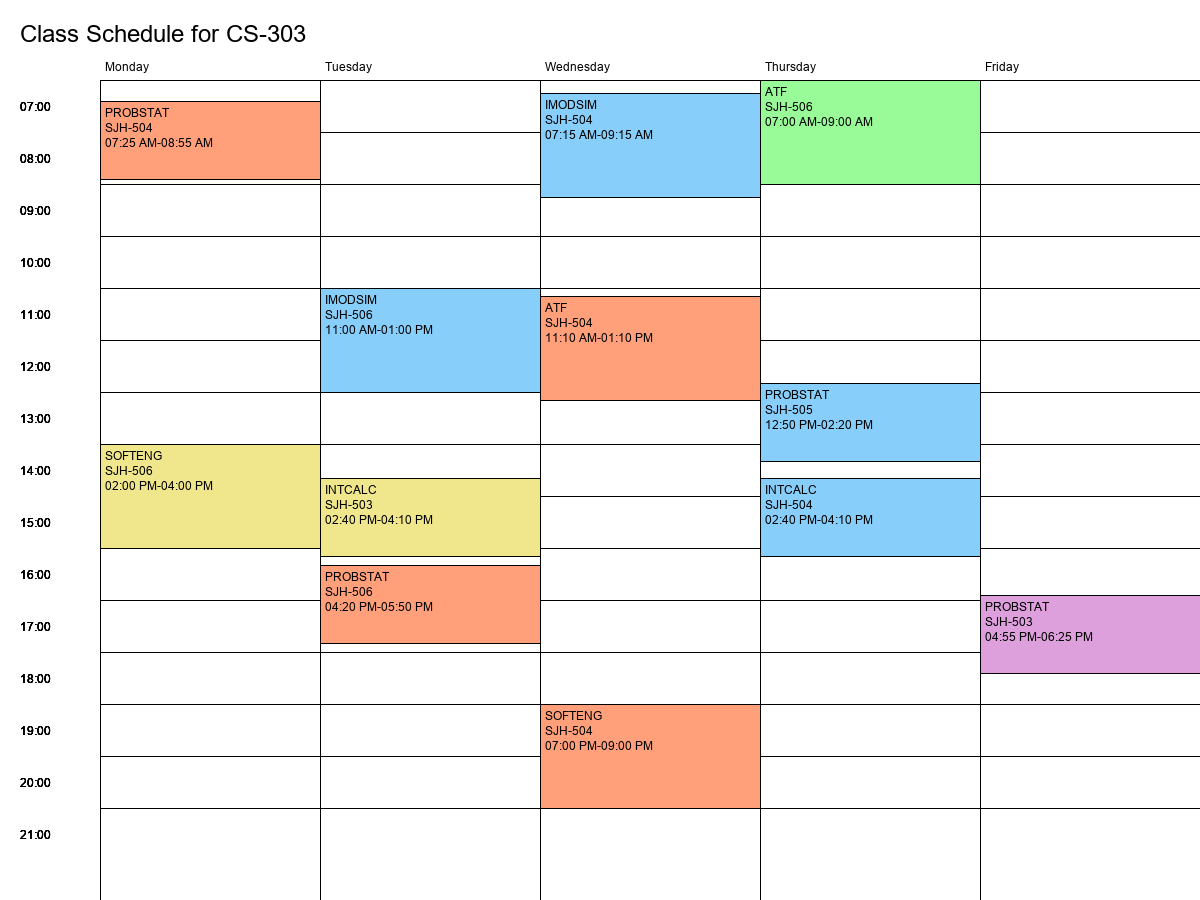 Class Schedule for CS-303
Monday
Tuesday
Wednesday
Thursday
Friday
07:00
08:00
09:00
10:00
11:00
12:00
13:00
14:00
15:00
16:00
17:00
18:00
19:00
20:00
21:00
PROBSTAT
SJH-504
07:25 AM-08:55 AM
SOFTENG
SJH-506
02:00 PM-04:00 PM
IMODSIM
SJH-506
11:00 AM-01:00 PM
INTCALC
SJH-503
02:40 PM-04:10 PM
PROBSTAT
SJH-506
04:20 PM-05:50 PM
IMODSIM
SJH-504
07:15 AM-09:15 AM
ATF
SJH-504
11:10 AM-01:10 PM
SOFTENG
SJH-504
07:00 PM-09:00 PM
ATF
SJH-506
07:00 AM-09:00 AM
PROBSTAT
SJH-505
12:50 PM-02:20 PM
INTCALC
SJH-504
02:40 PM-04:10 PM
PROBSTAT
SJH-503
04:55 PM-06:25 PM